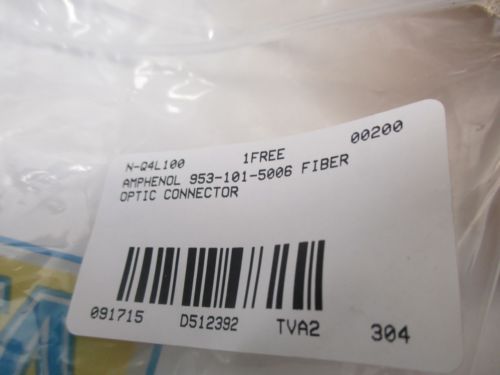 N-Q4L100 1FREE 00200
AMPHENOL 953-101-5006 FIBER
OPTIC CONNECTOR
091715 D512392 TVA2 304